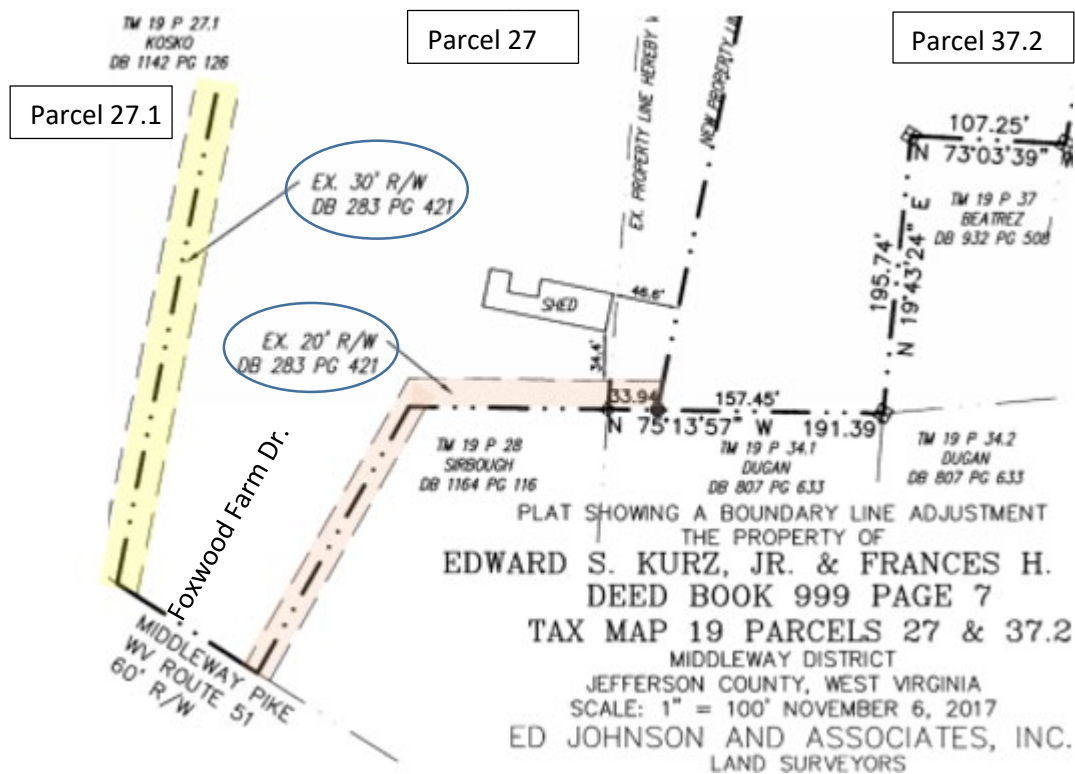 TM 19 P 27.1
KOSKO
DB 1142 PG 126
Parcel 27
Parcel 37.2
Parcel 27.1
EX. PROPERTY LINE HEREBY
NEW PROPERTY
107.25'
N 73°03'39" W
EX. 30' R/W
DB 283 PG 421
TM 19 P 37
BEATREZ
DB 932 PG 508
195.74'
N 19°43'24" E
46.6'
SHED
EX. 20' R/W
DB 283 PG 421
34.4'
33.94'
157.45'
N 75°13'57" W
191.39'
TM 19 P 28
SIRBOUGH
DB 1164 PG 116
TM 19 P 34.1
DUGAN
DB 807 PG 633
TM 19 P 34.2
DUGAN
DB 807 PG 633
Foxwood Farm Dr.
MIDDLEWAY PIKE
WV ROUTE 51
60' R/W
PLAT SHOWING A BOUNDARY LINE ADJUSTMENT
THE PROPERTY OF
EDWARD S. KURZ, JR. & FRANCES H.
DEED BOOK 999 PAGE 7
TAX MAP 19 PARCELS 27 & 37.2
MIDDLEWAY DISTRICT
JEFFERSON COUNTY, WEST VIRGINIA
SCALE: 1" = 100' NOVEMBER 6, 2017
ED JOHNSON AND ASSOCIATES, INC.
LAND SURVEYORS